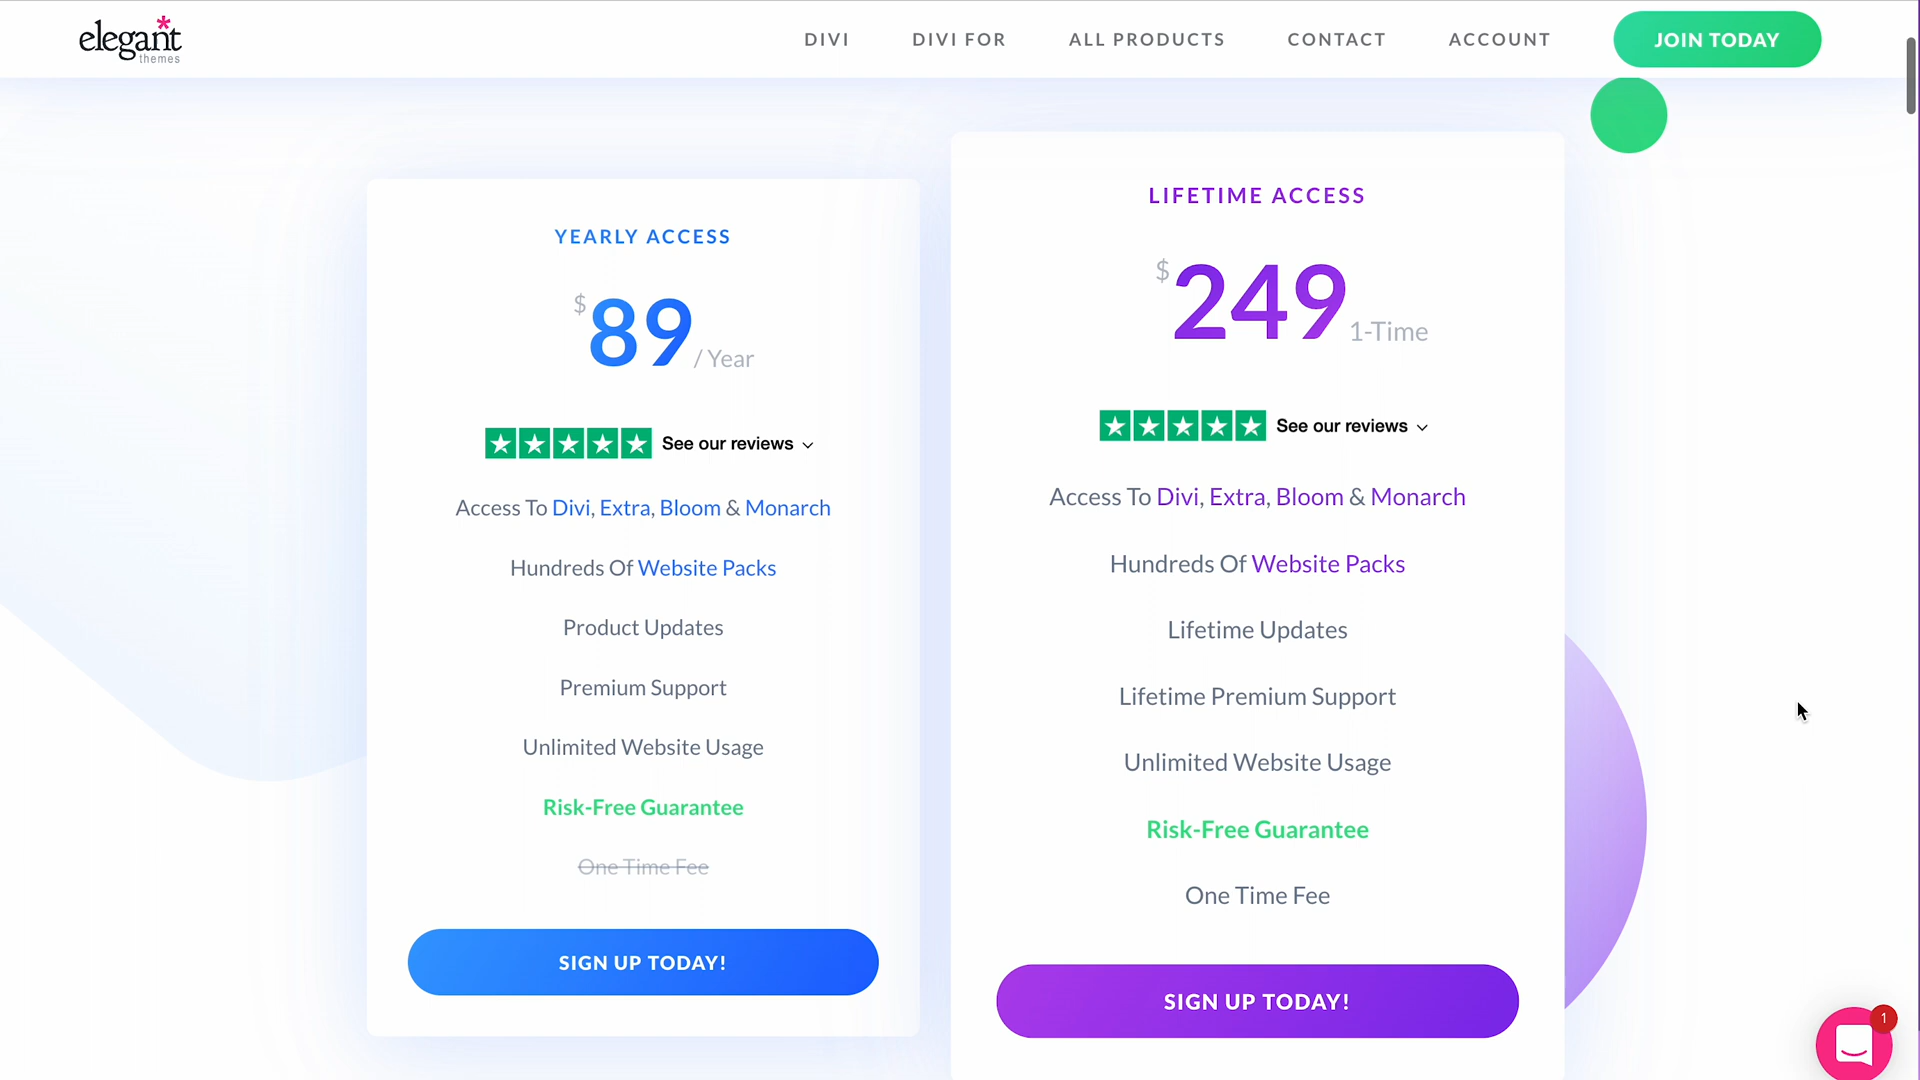 elegant
themes
DIVI
DIVI FOR
ALL PRODUCTS
CONTACT
ACCOUNT
JOIN TODAY
YEARLY ACCESS
$89/ Year
See our reviews
Access To Divi, Extra, Bloom & Monarch
Hundreds Of Website Packs
Product Updates
Premium Support
Unlimited Website Usage
Risk-Free Guarantee
One Time Fee
SIGN UP TODAY!
LIFETIME ACCESS
$249 1-Time
See our reviews
Access To Divi, Extra, Bloom & Monarch
Hundreds Of Website Packs
Lifetime Updates
Lifetime Premium Support
Unlimited Website Usage
Risk-Free Guarantee
One Time Fee
SIGN UP TODAY!
1